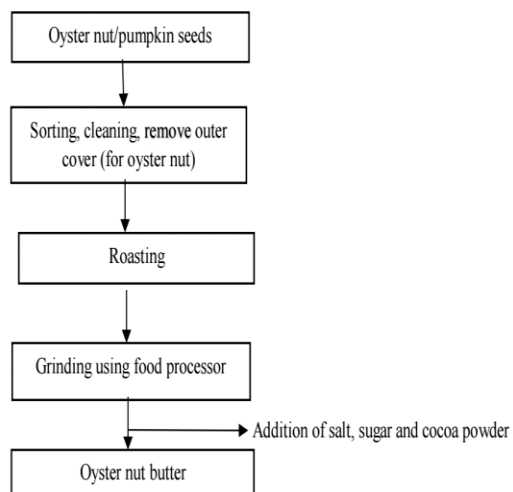 Oyster nut/pumpkin seeds
Sorting, cleaning, remove outer
cover (for oyster nut)
Roasting
Grinding using food processor
Addition of salt, sugar and cocoa powder
Oyster nut butter